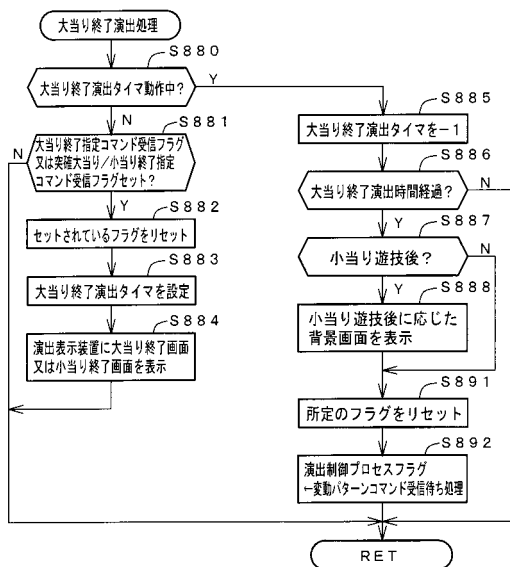 大当り終了演出処理
S880
大当り終了演出タイマ動作中?
Y
N
S881
大当り終了指定コマンド受信フラグ
又は突確大当り/小当り終了指定
コマンド受信フラグセット?
N
Y
S882
セットされているフラグをリセット
S883
大当り終了演出タイマを設定
S884
演出表示装置に大当り終了画面
又は小当り終了画面を表示
S885
大当り終了演出タイマを−1
S886
大当り終了演出時間経過?
N
Y
S887
小当り遊技後?
N
Y
S888
小当り遊技後に応じた
背景画面を表示
S891
所定のフラグをリセット
S892
演出制御プロセスフラグ
←変動パターンコマンド受信待ち処理
RET